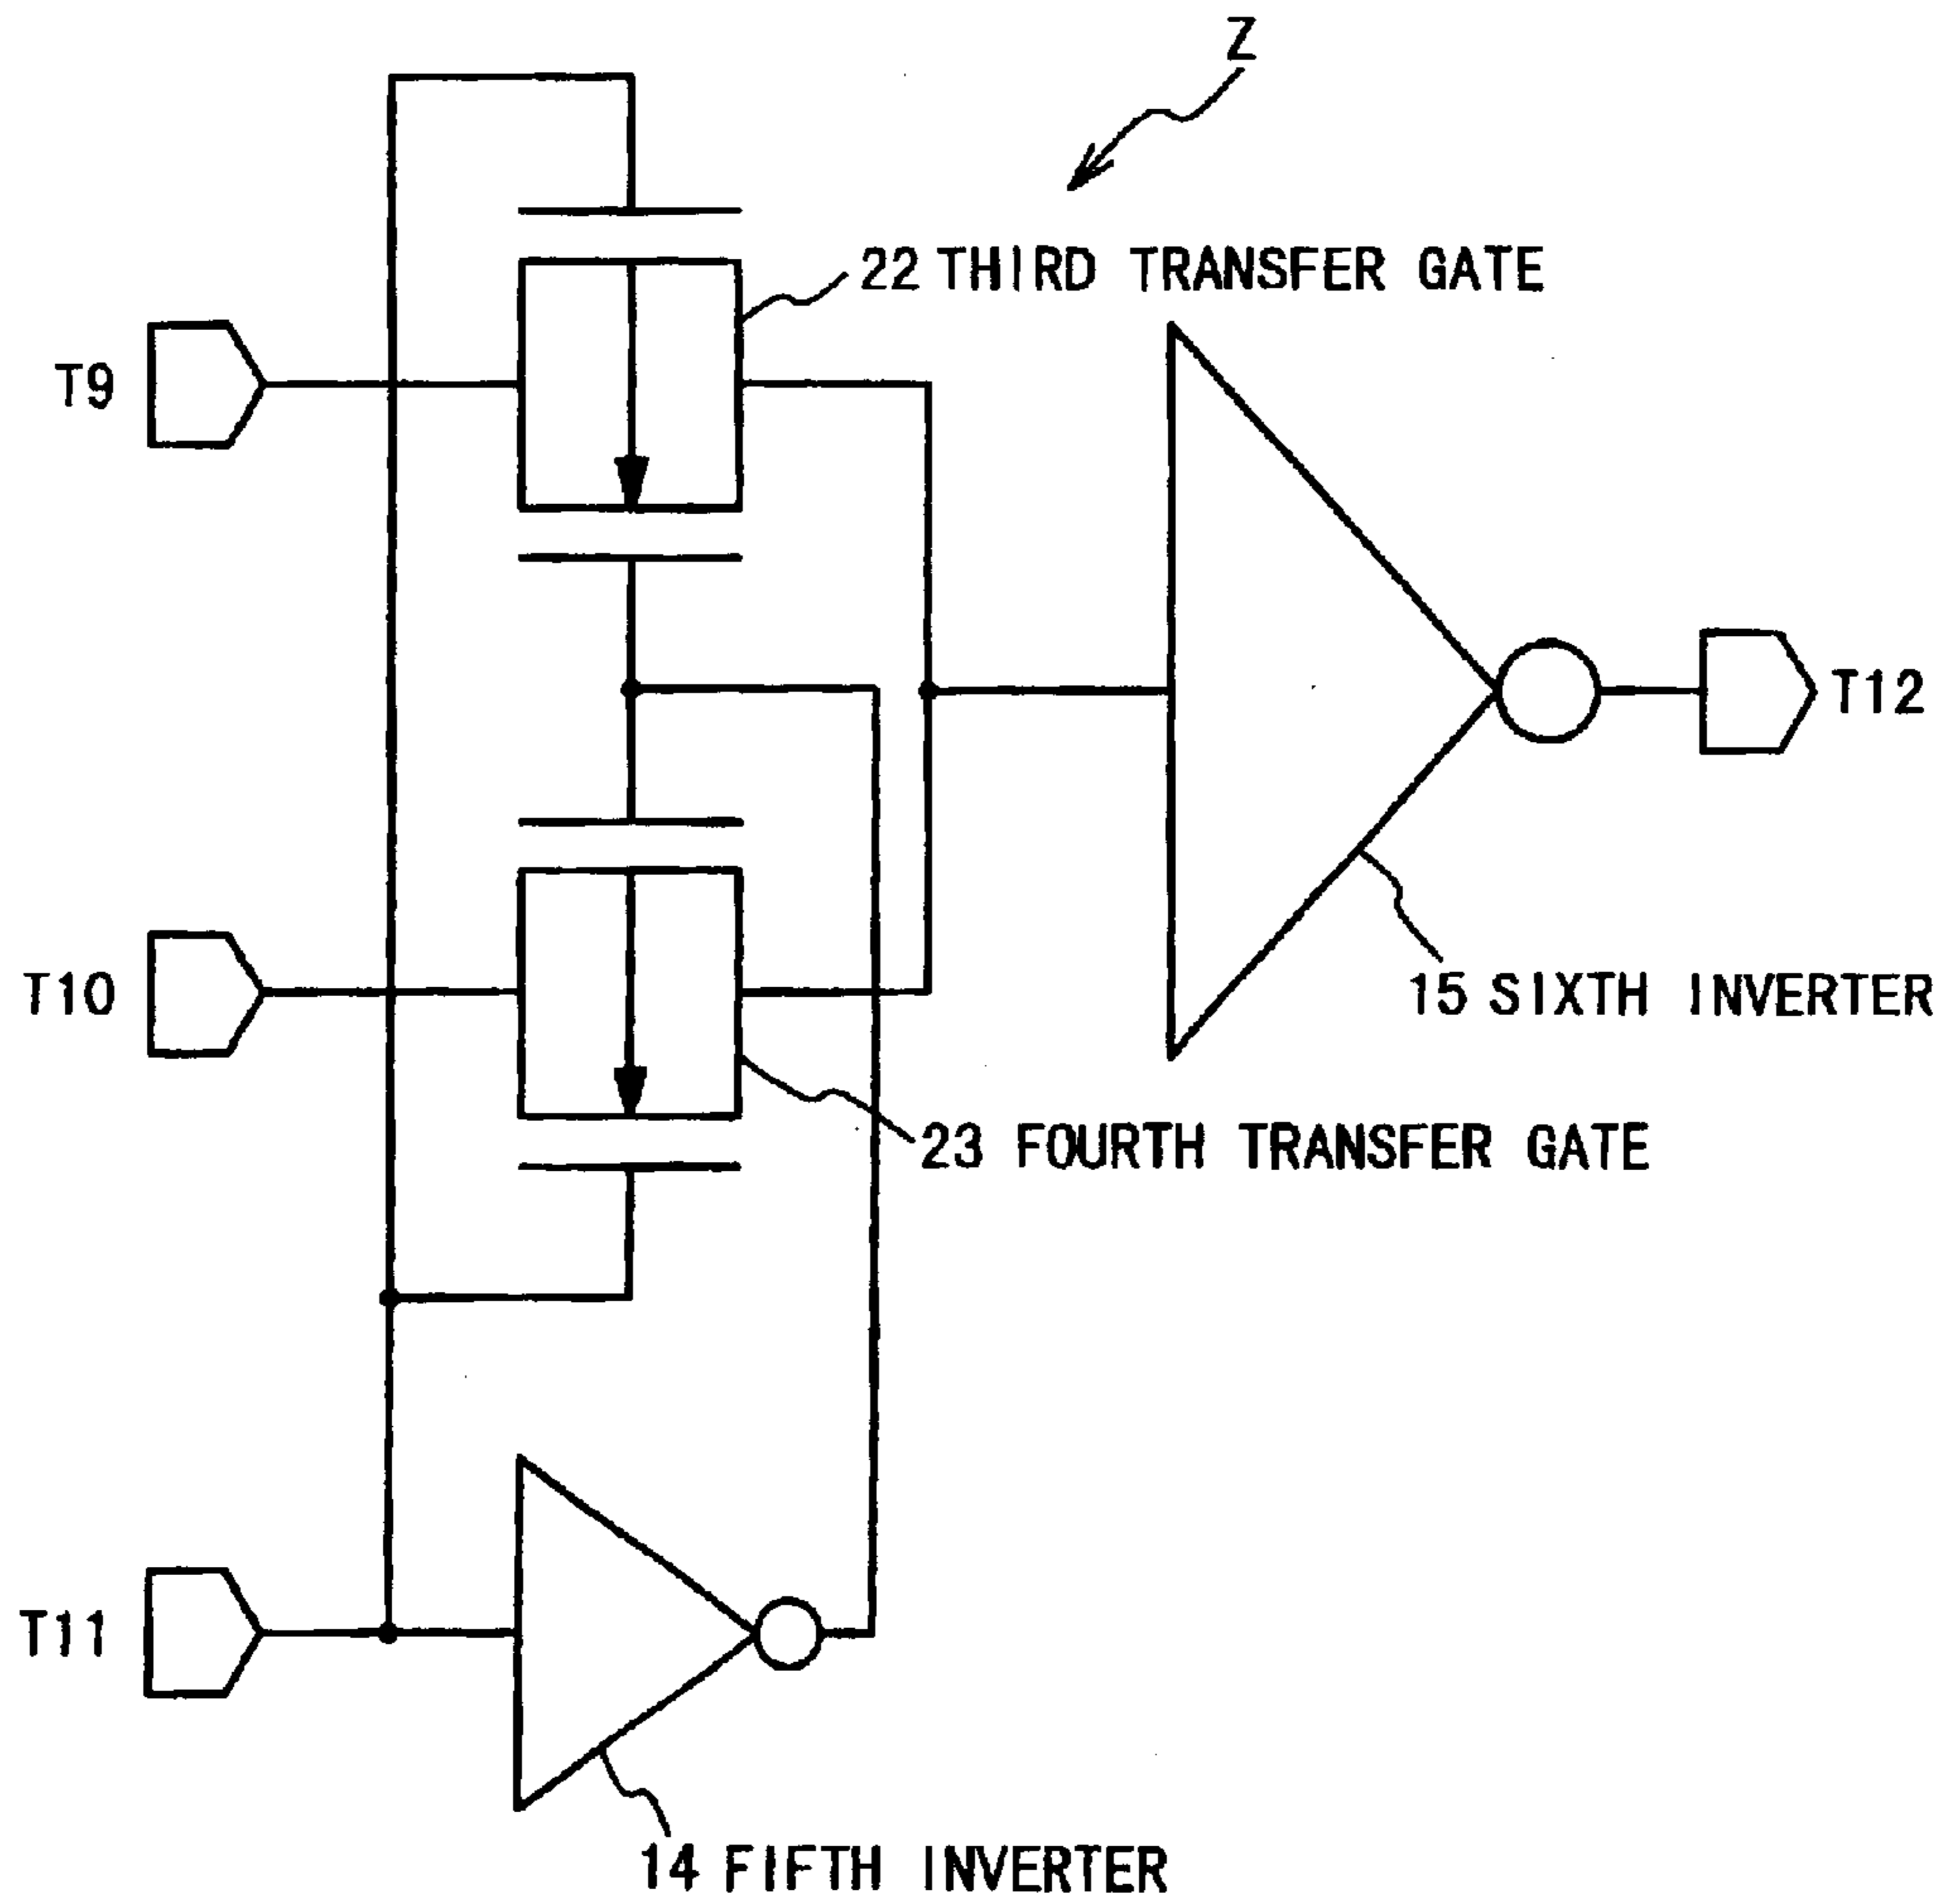 Z
22 THIRD TRANSFER GATE
T9
T12
T10
15 SIXTH INVERTER
23 FOURTH TRANSFER GATE
T11
14 FIFTH INVERTER